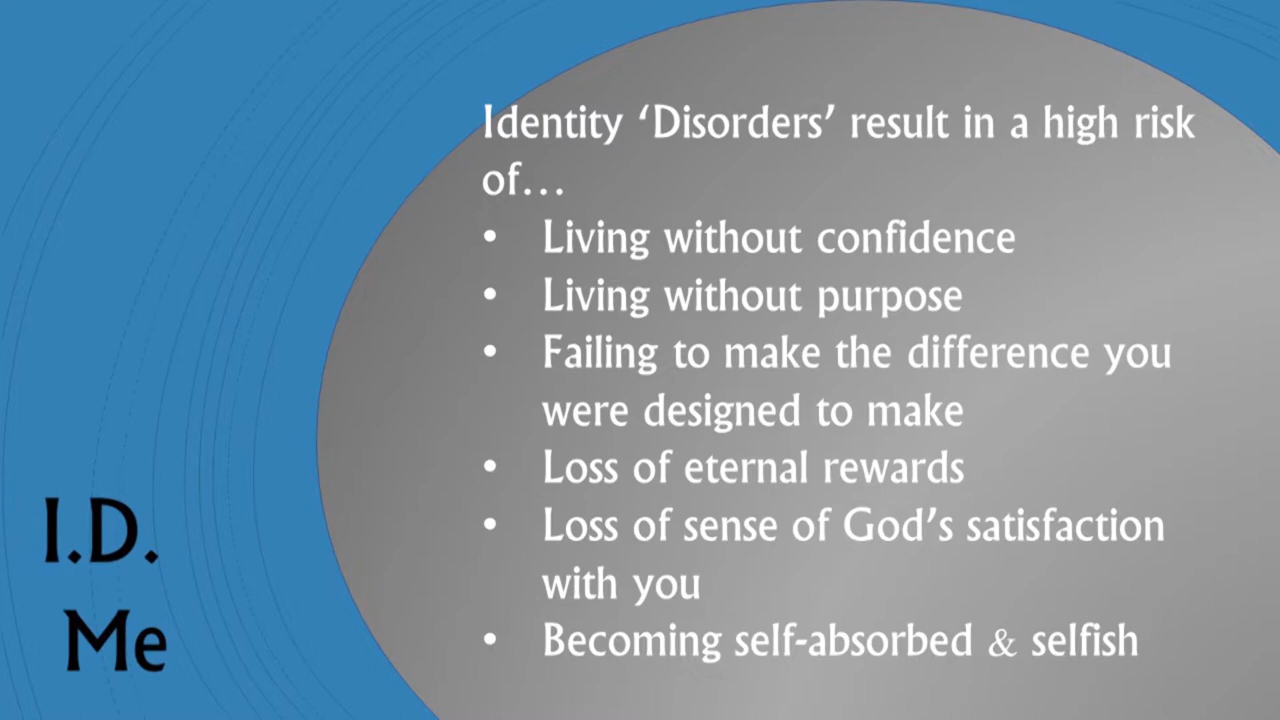 Identity ‘Disorders’ result in a high risk
of…
• Living without confidence
• Living without purpose
• Failing to make the difference you
were designed to make
• Loss of eternal rewards
• Loss of sense of God’s satisfaction
with you
• Becoming self-absorbed & selfish
I.D.
Me